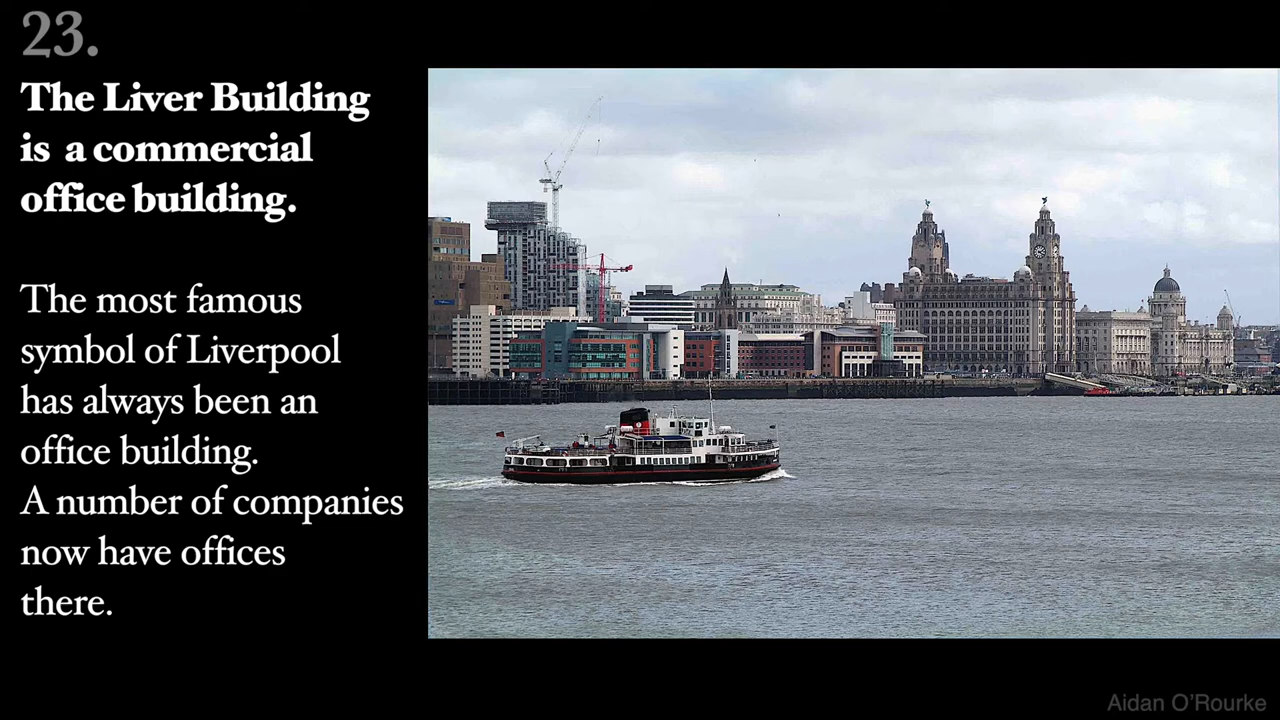 23.
The Liver Building
is a commercial
office building.
The most famous
symbol of Liverpool
has always been an
office building.
A number of companies
now have offices
there.
Aidan O'Rourke